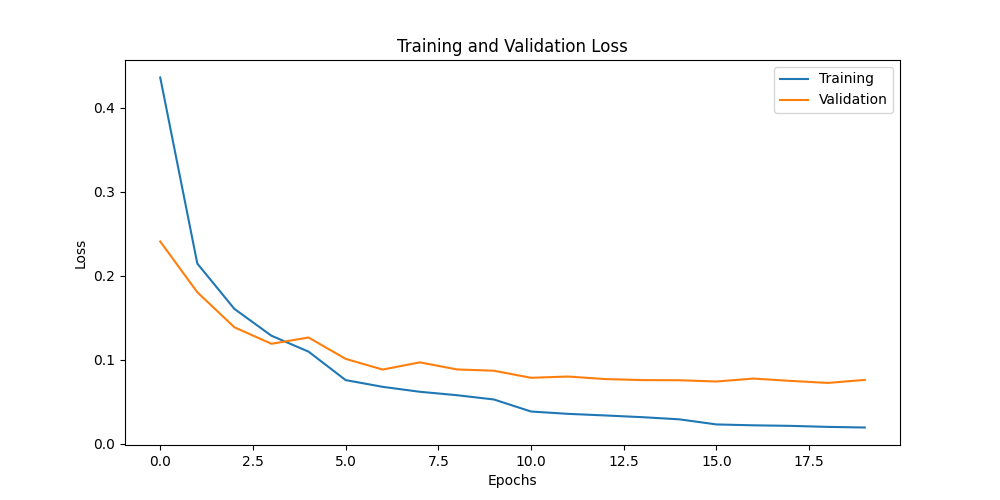 Training and Validation Loss
Training
Validation
0.4
0.3
0.2
0.1
0.0
Loss
0.0 2.5 5.0 7.5 10.0 12.5 15.0 17.5
Epochs